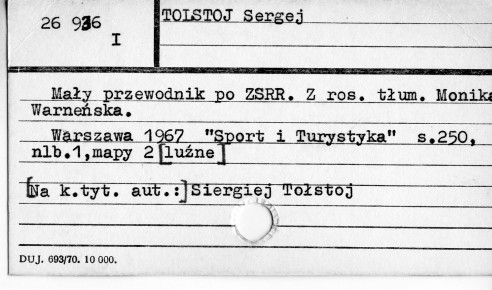 26 936
I
TOLSTOJ Sergej
Mały przewodnik po ZSRR. Z ros. tłum. Monika
Warneńska.
Warszawa 1967 "Sport i Turystyka" s.250,
nlb.1,mapy 2 [luźne]
[Na k.tyt. aut.:] Siergiej Tołstoj
DUJ. 693/70. 10 000.